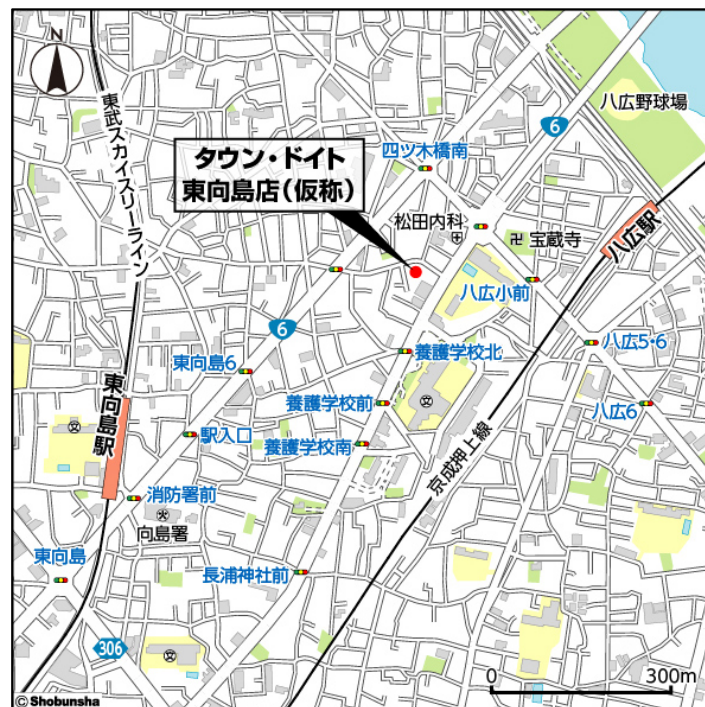 N
東武スカイスリーライン
タウン・ドイト
東向島店(仮称)
四ツ木橋南
6
八広野球場
松田内科
宝蔵寺
八広駅
八広小前
6
東向島6
養護学校北
八広5・6
養護学校前
八広6
東向島駅
駅入口
養護学校南
京成押上線
消防署前
向島署
東向島
長浦神社前
306
0 300m
© Shobunsha